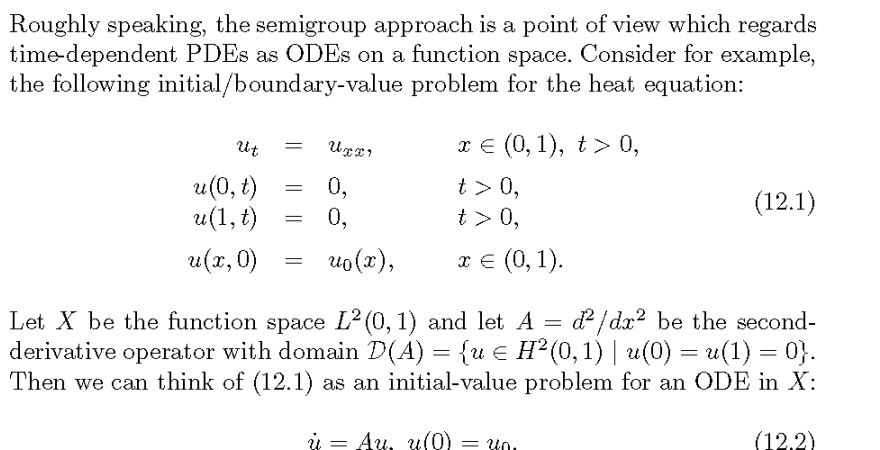 Roughly speaking, the semigroup approach is a point of view which regards
time-dependent PDEs as ODEs on a function space. Consider for example,
the following initial/boundary-value problem for the heat equation:
u_t = u_{xx}, x ∈ (0, 1), t > 0,
u(0, t) = 0, t > 0,
u(1, t) = 0, t > 0,
(12.1)
u(x, 0) = u_0(x), x ∈ (0, 1).
Let X be the function space L^2(0, 1) and let A = d^2/dx^2 be the second-
derivative operator with domain 𝒟(A) = {u ∈ H^2(0, 1) | u(0) = u(1) = 0}.
Then we can think of (12.1) as an initial-value problem for an ODE in X:
u̇ = Au, u(0) = u_0. (12.2)